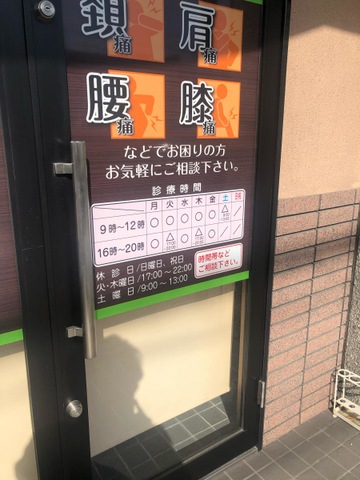 頚痛
肩痛
腰痛
膝痛
などでお困りの方
お気軽にご相談下さい。
診療時間
月 火 水 木 金 土
9時～12時 ○ ○ ○ ○ ○ △
16時～20時 ○ △ ○ △ ○ ／ ／
休診日/日曜日、祝日
火・木曜日/17:00～22:00
土曜日/9:00～13:00
時間帯など
ご相談下さい。